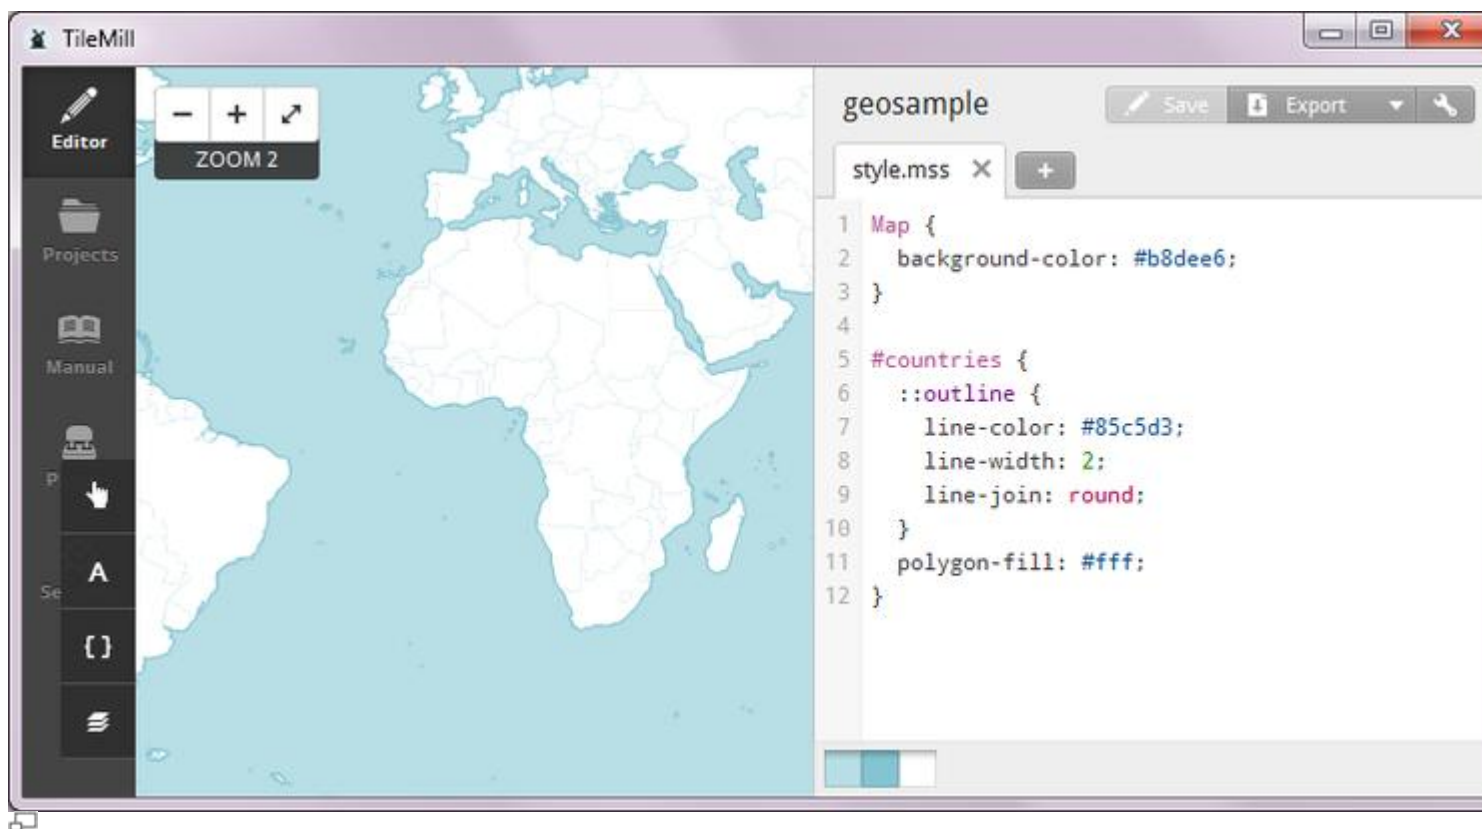 TileMill
Editor
Projects
Manual
P
Se
ZOOM 2
geosample
Save
Export
style.mss
1 Map {
2 background-color: #b8dee6;
3 }
4
5 #countries {
6 ::outline {
7 line-color: #85c5d3;
8 line-width: 2;
9 line-join: round;
10 }
11 polygon-fill: #fff;
12 }
A
{}